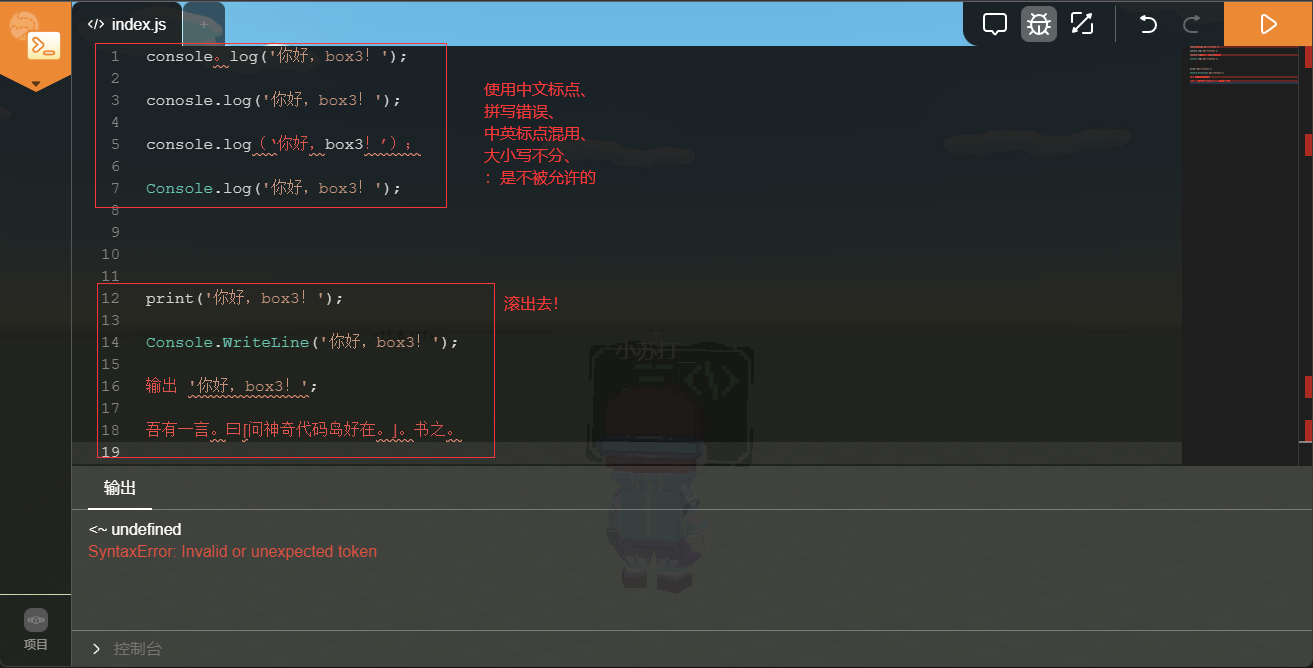 </> index.js
+
1 console。log('你好，box3！');
2
3 conosle.log('你好，box3！');
4
5 console.log（‘你好，box3！’）；
6
7 Console.log('你好，box3！');
8
9
10
11
12 print('你好，box3！');
13
14 Console.WriteLine('你好，box3！');
15
16 输出 '你好，box3！';
17
18 吾有一言。曰「问神奇代码岛好在。」。书之。
19
使用中文标点、
拼写错误、
中英标点混用、
大小写不分、
：是不被允许的
滚出去！
小苏打__
</>
输出
<~ undefined
SyntaxError: Invalid or unexpected token
项目
控制台